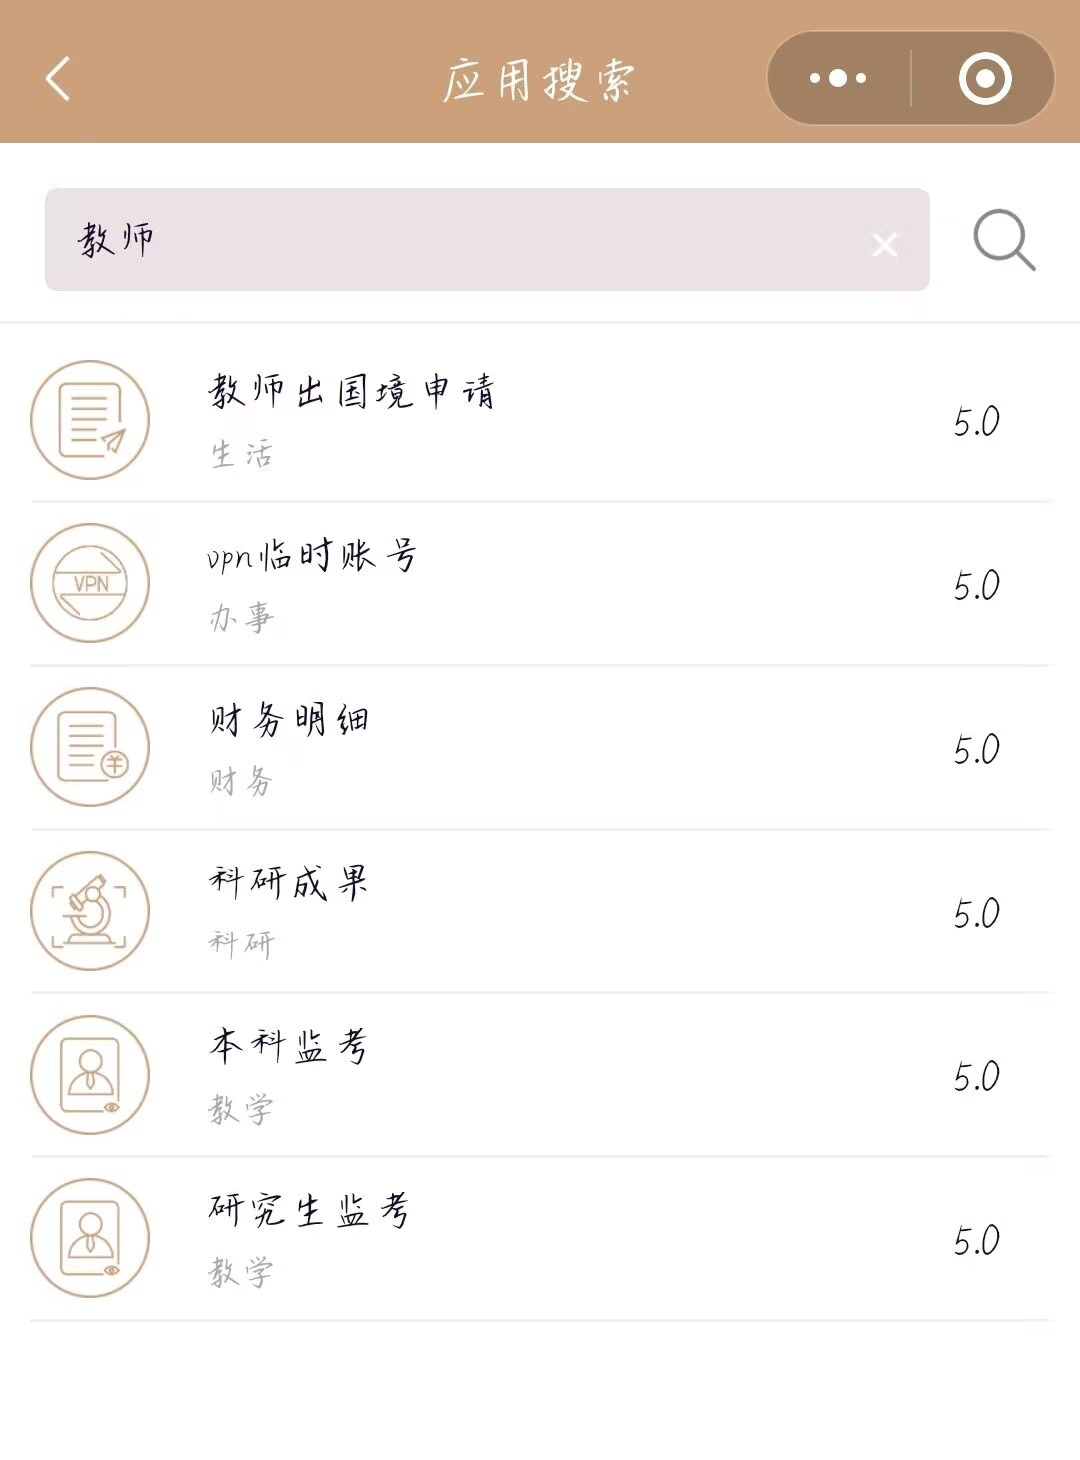 应用搜索
教师
教师出国境申请
生活
5.0
VPN
vpn临时账号
办事
5.0
财务明细
财务
5.0
科研成果
科研
5.0
本科监考
教学
5.0
研究生监考
教学
5.0